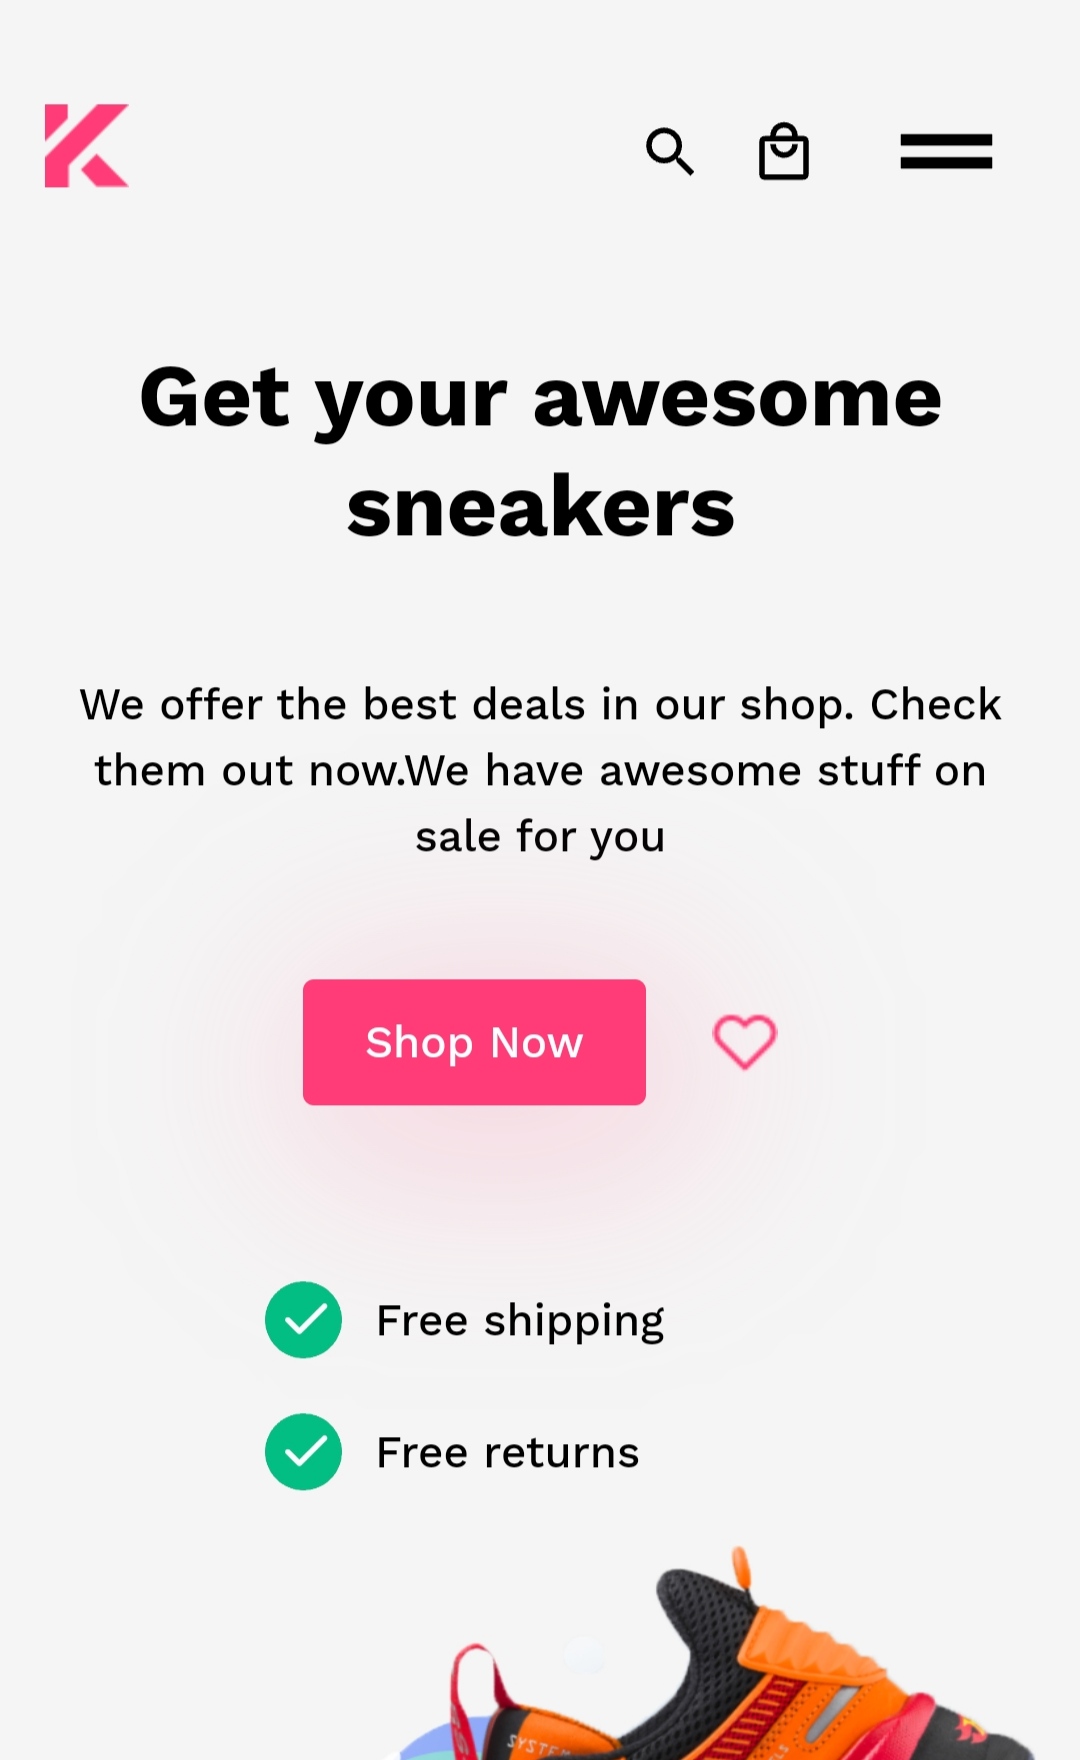 K
Get your awesome
sneakers
We offer the best deals in our shop. Check
them out now.We have awesome stuff on
sale for you
Shop Now
Free shipping
Free returns
SYSTEM